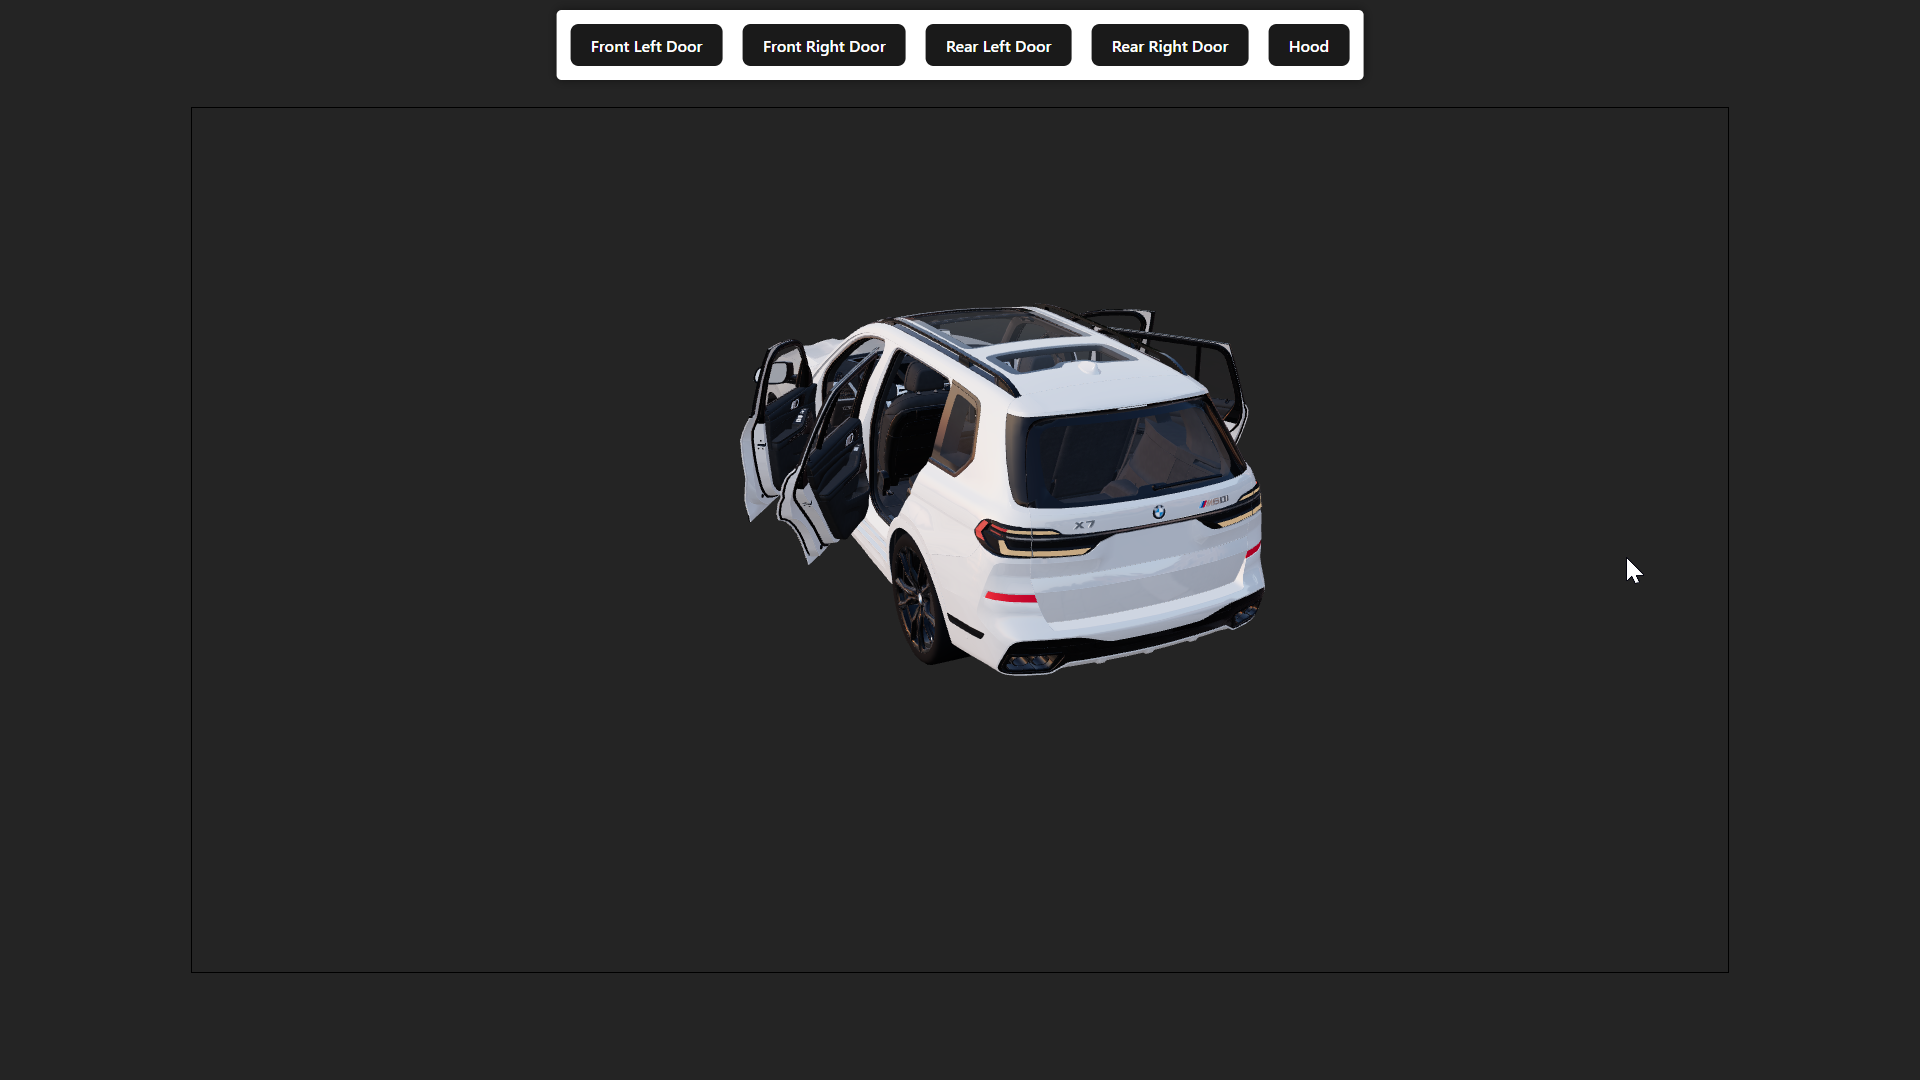 Front Left Door
Front Right Door
Rear Left Door
Rear Right Door
Hood
X7
M60i